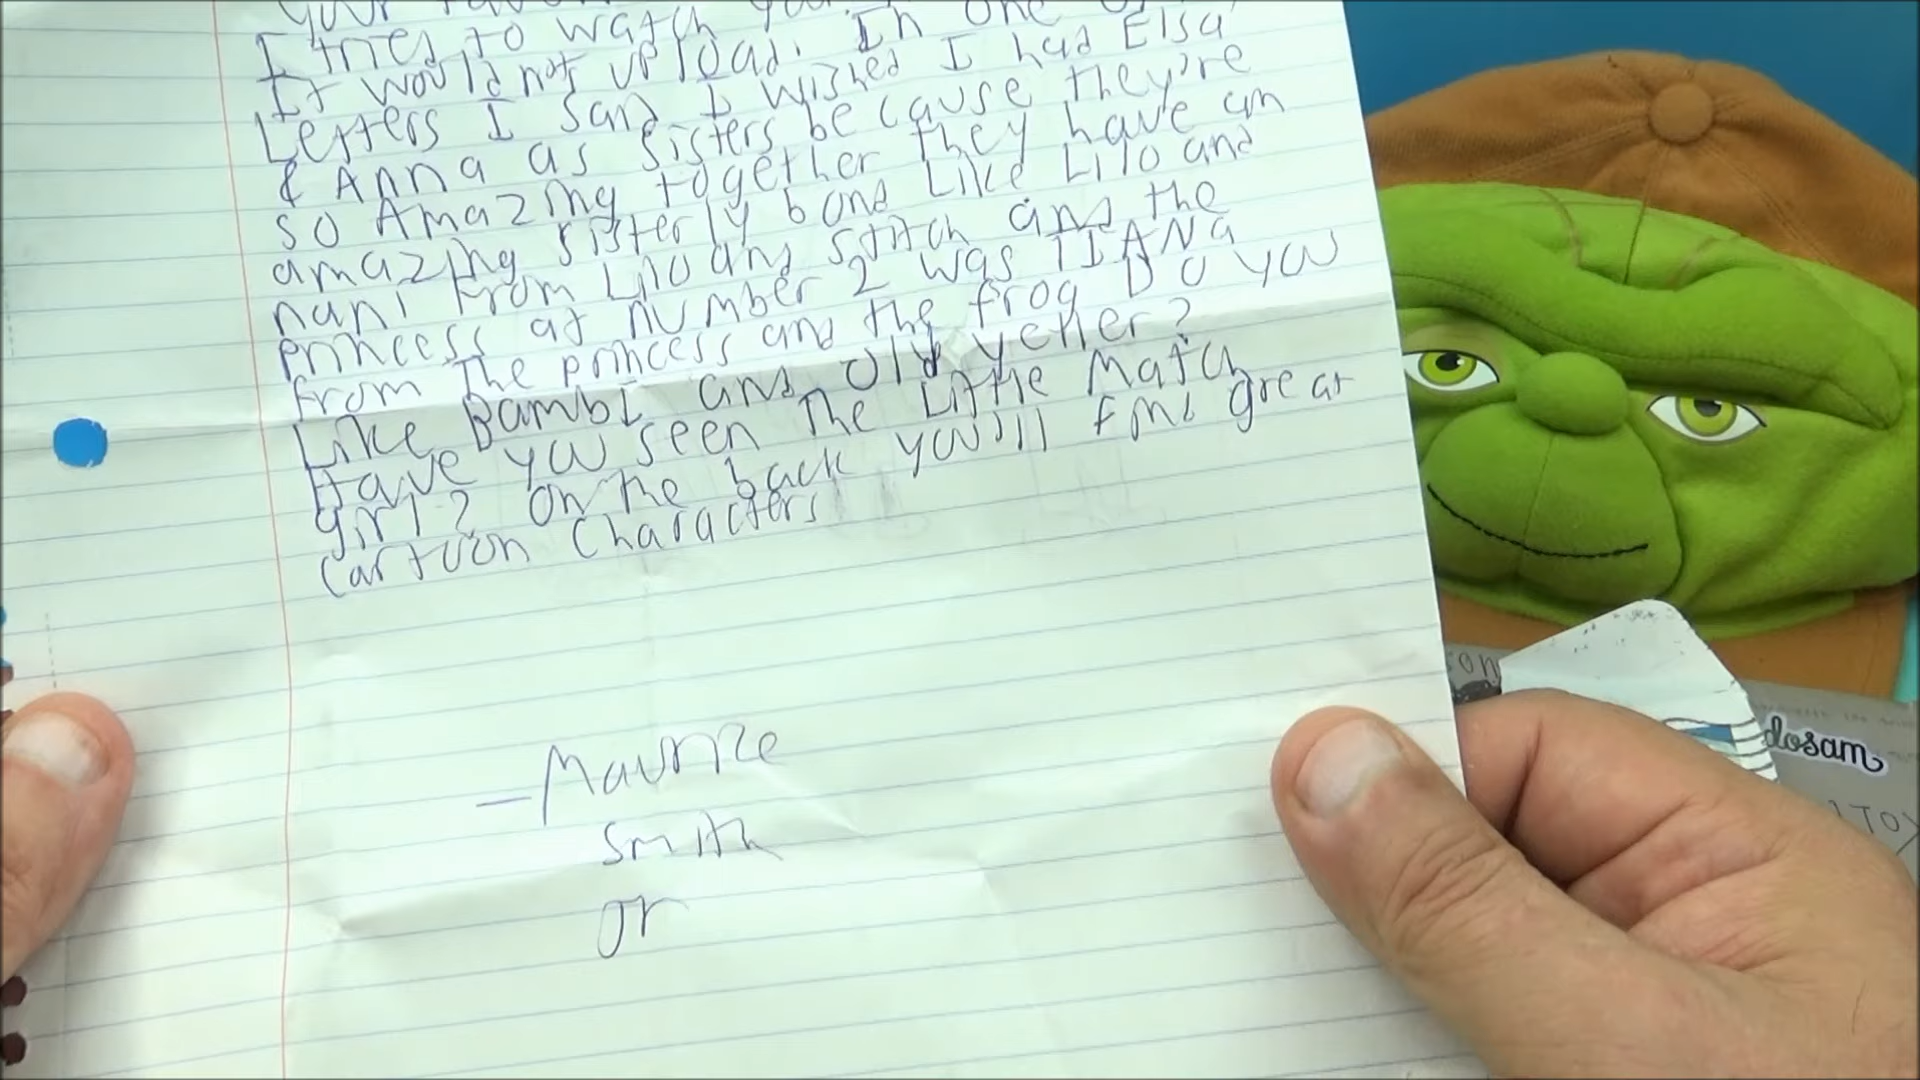 I tried to watch
It would not upload. In one of
Letters I said I wished I had Elsa
& Anna as sisters because they're
so Amazing together they have an
amazing sisterly bond Like Lilo and
nani from Lilo and stitch and the
princess at number 2 was TIANa
from The princess and the frog Do you
Like BambI and Old yeller?
Have you seen The Little Match
girl? On the back you'll find great
cartoon Characters
—Maurice
Smith
or
dosam